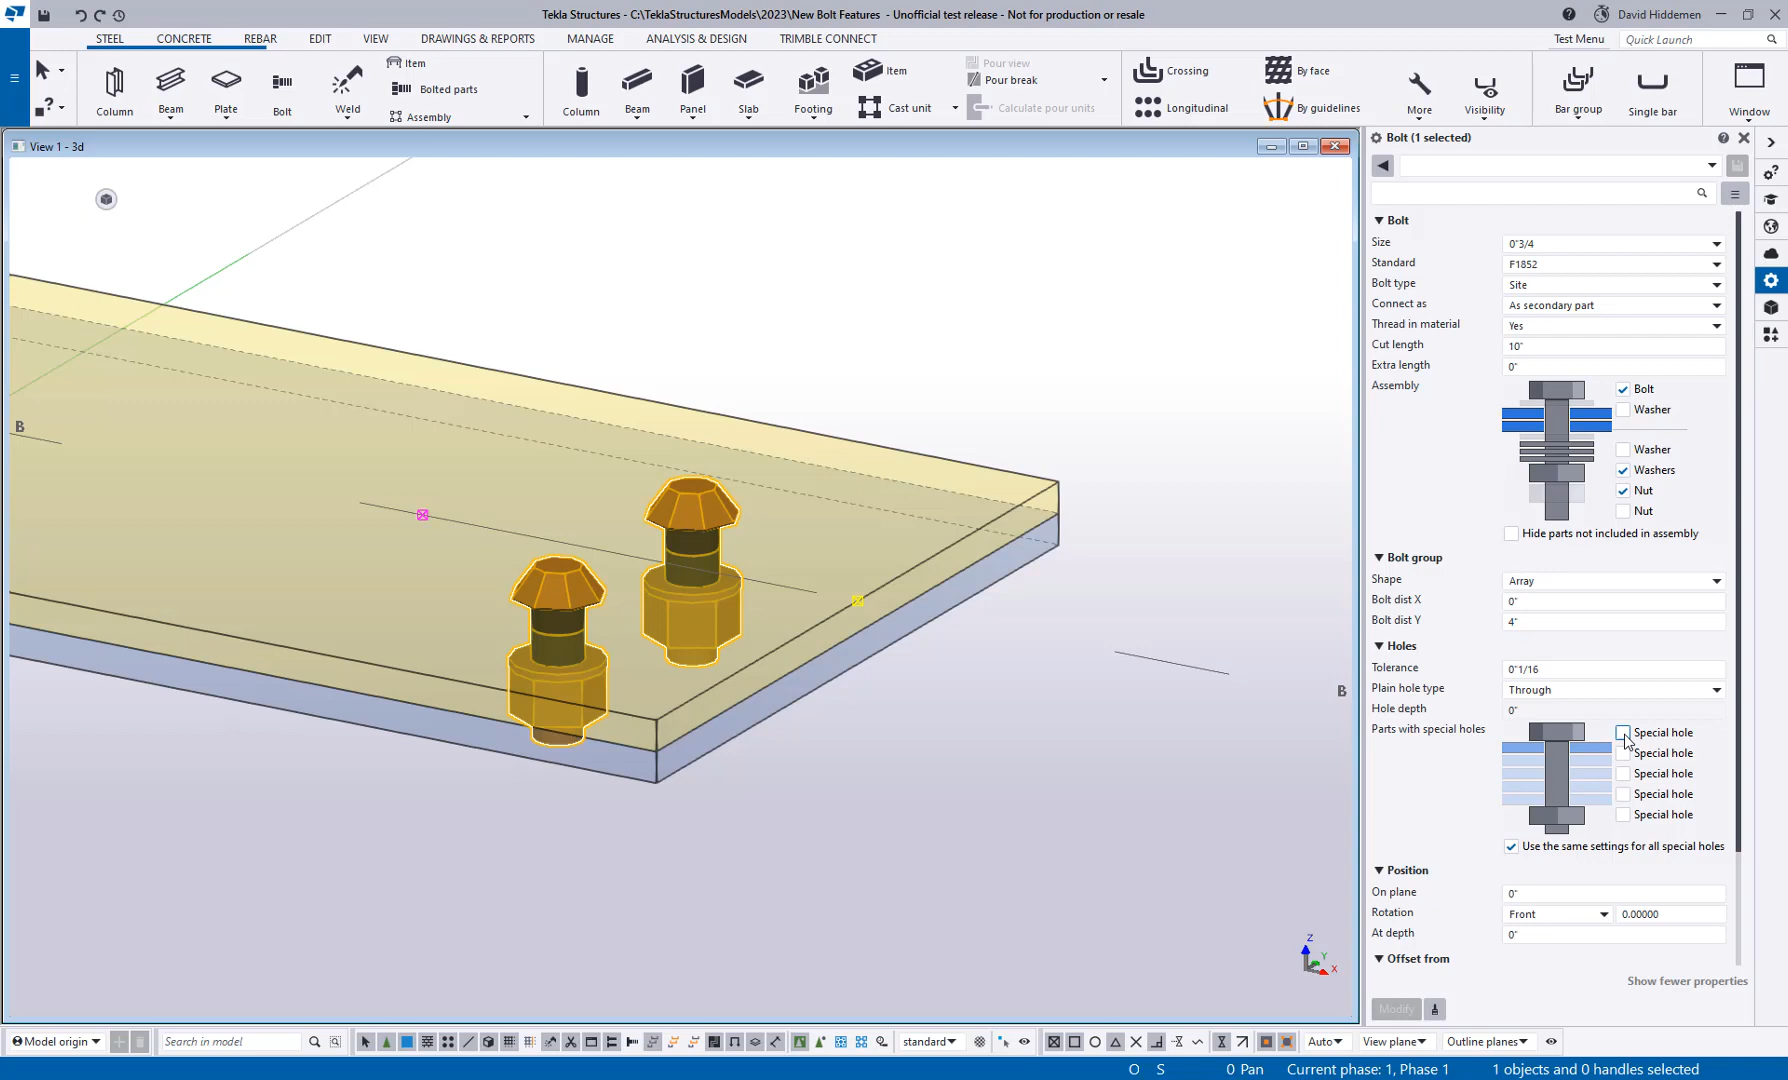 Tekla Structures - C:\TeklaStructuresModels\2023\New Bolt Features - Unofficial test release - Not for production or resale
David Hiddemen
STEEL CONCRETE REBAR EDIT VIEW DRAWINGS & REPORTS MANAGE ANALYSIS & DESIGN TRIMBLE CONNECT
Test Menu Quick Launch
Column Beam Plate Bolt Weld
Item
Bolted parts
Assembly
Column Beam Panel Slab Footing
Item
Cast unit
Pour view
Pour break
Calculate pour units
Crossing
Longitudinal
By face
By guidelines
More Visibility
Bar group Single bar
Window
View 1 - 3d
B
B
Z
Y
X
Bolt (1 selected)
Bolt
Size 0"3/4
Standard F1852
Bolt type Site
Connect as As secondary part
Thread in material Yes
Cut length 10"
Extra length 0"
Assembly
Bolt
Washer
Washer
Washers
Nut
Nut
Hide parts not included in assembly
Bolt group
Shape Array
Bolt dist X 0"
Bolt dist Y 4"
Holes
Tolerance 0"1/16
Plain hole type Through
Hole depth 0"
Parts with special holes
Special hole
Special hole
Special hole
Special hole
Special hole
Use the same settings for all special holes
Position
On plane 0"
Rotation Front 0.00000
At depth 0"
Offset from
Show fewer properties
Modify
Model origin Search in model standard Auto View plane Outline planes
O S 0 Pan Current phase: 1, Phase 1 1 objects and 0 handles selected